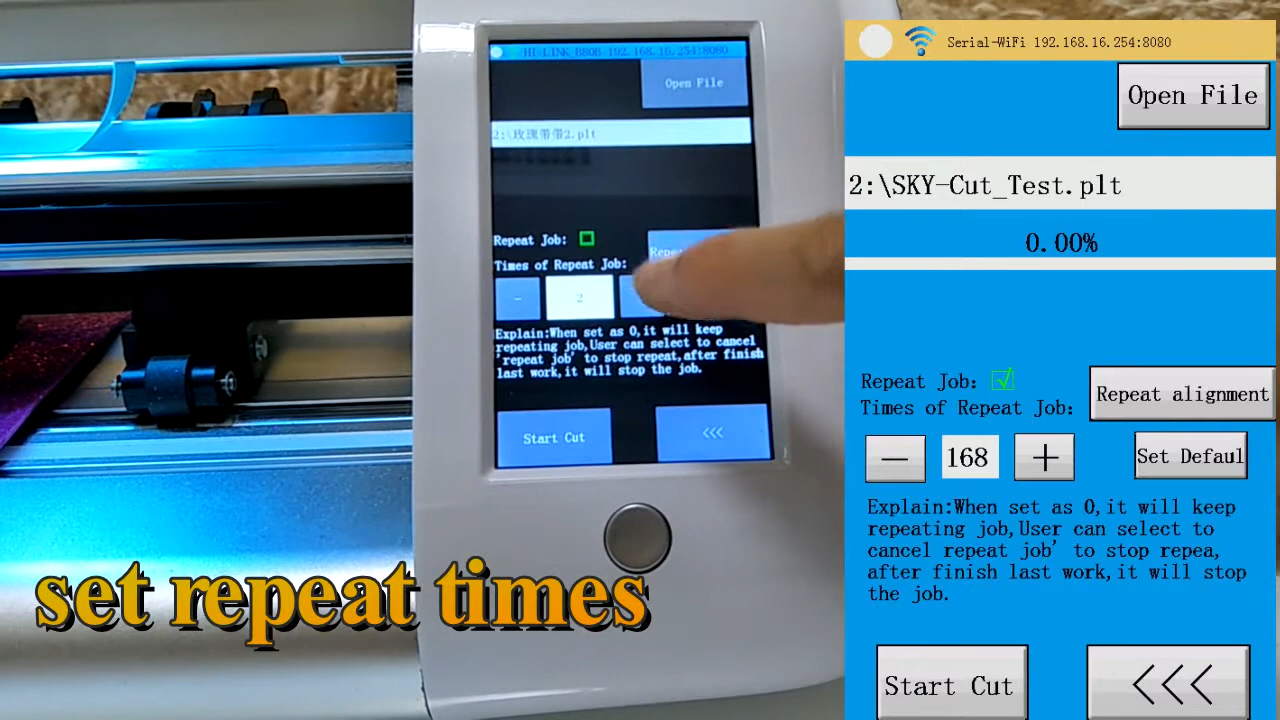 HI-LINK_B80B-192.168.16.254:8080
Open File
2:\玫瑰带带2.plt
Repeat Job:
Times of Repeat Job:
-
2
Explain:When set as 0,it will keep
repeating job,User can select to cancel
'repeat job' to stop repeat,after finish
last work,it will stop the job.
Start Cut
<<<
set repeat times
Serial-WiFi 192.168.16.254:8080
Open File
2:\SKY-Cut_Test.plt
0.00%
Repeat Job: √
Repeat alignment
Times of Repeat Job:
—
168
+
Set Defaul
Explain:When set as 0,it will keep
repeating job,User can select to
cancel repeat job' to stop repea,
after finish last work,it will stop
the job.
Start Cut
<<<